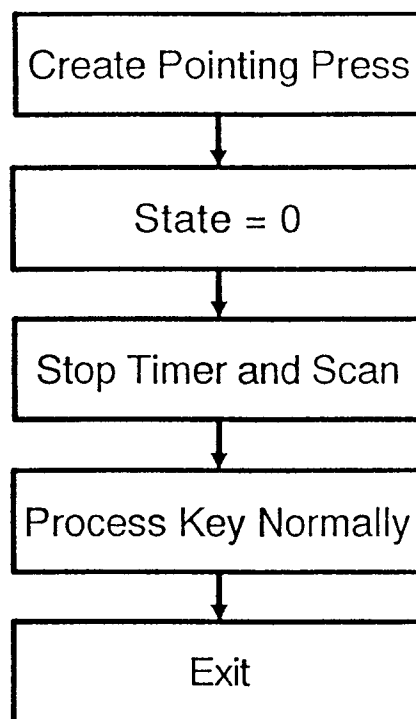 Create Pointing Press
State = 0
Stop Timer and Scan
Process Key Normally
Exit